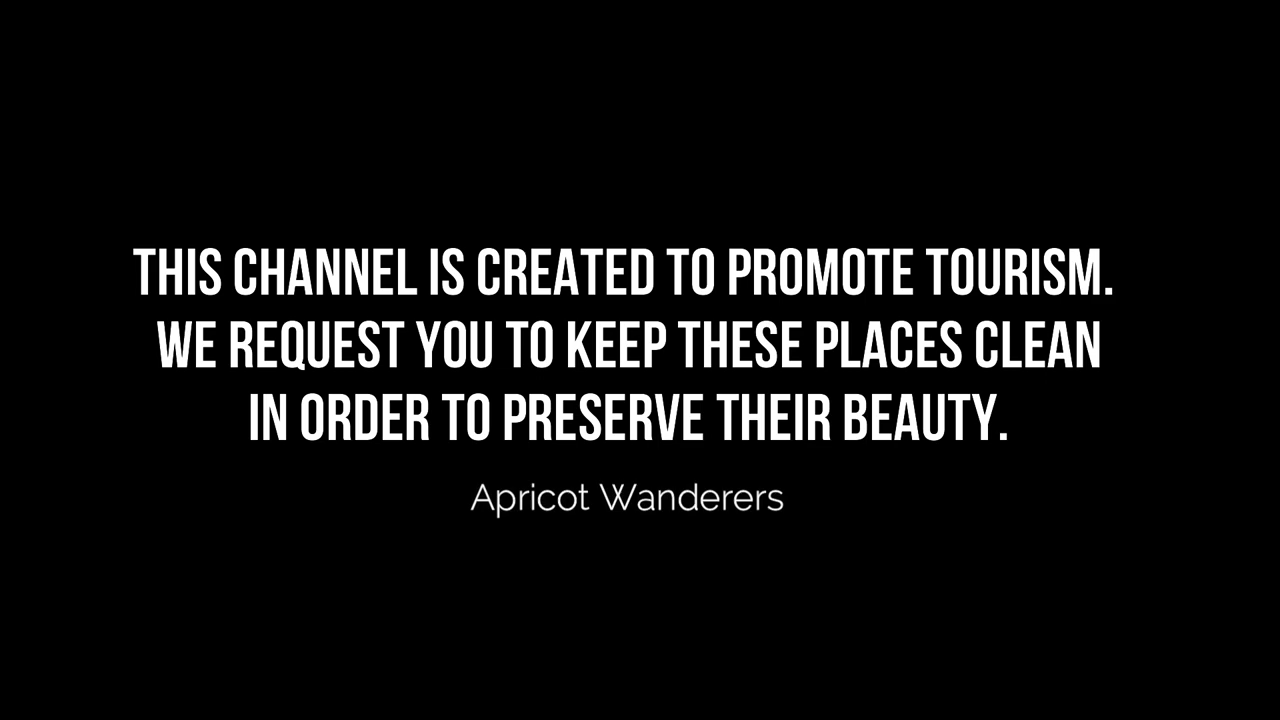 THIS CHANNEL IS CREATED TO PROMOTE TOURISM.
WE REQUEST YOU TO KEEP THESE PLACES CLEAN
IN ORDER TO PRESERVE THEIR BEAUTY.
Apricot Wanderers